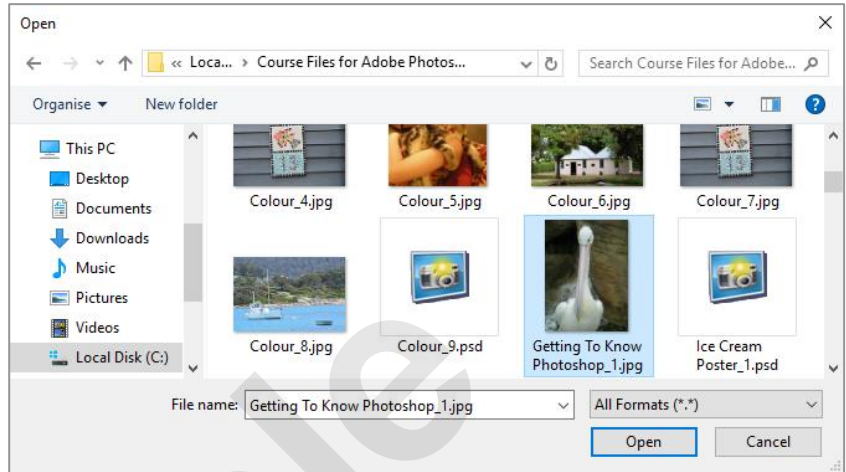 Open
« Loca... > Course Files for Adobe Photos...
Search Course Files for Adobe...
Organise
New folder
This PC
Desktop
Documents
Downloads
Music
Pictures
Videos
Local Disk (C:)
Colour_4.jpg
Colour_5.jpg
Colour_6.jpg
Colour_7.jpg
Colour_8.jpg
Colour_9.psd
Getting To Know
Photoshop_1.jpg
Ice Cream
Poster_1.psd
File name: Getting To Know Photoshop_1.jpg
All Formats (*.*)
Open
Cancel